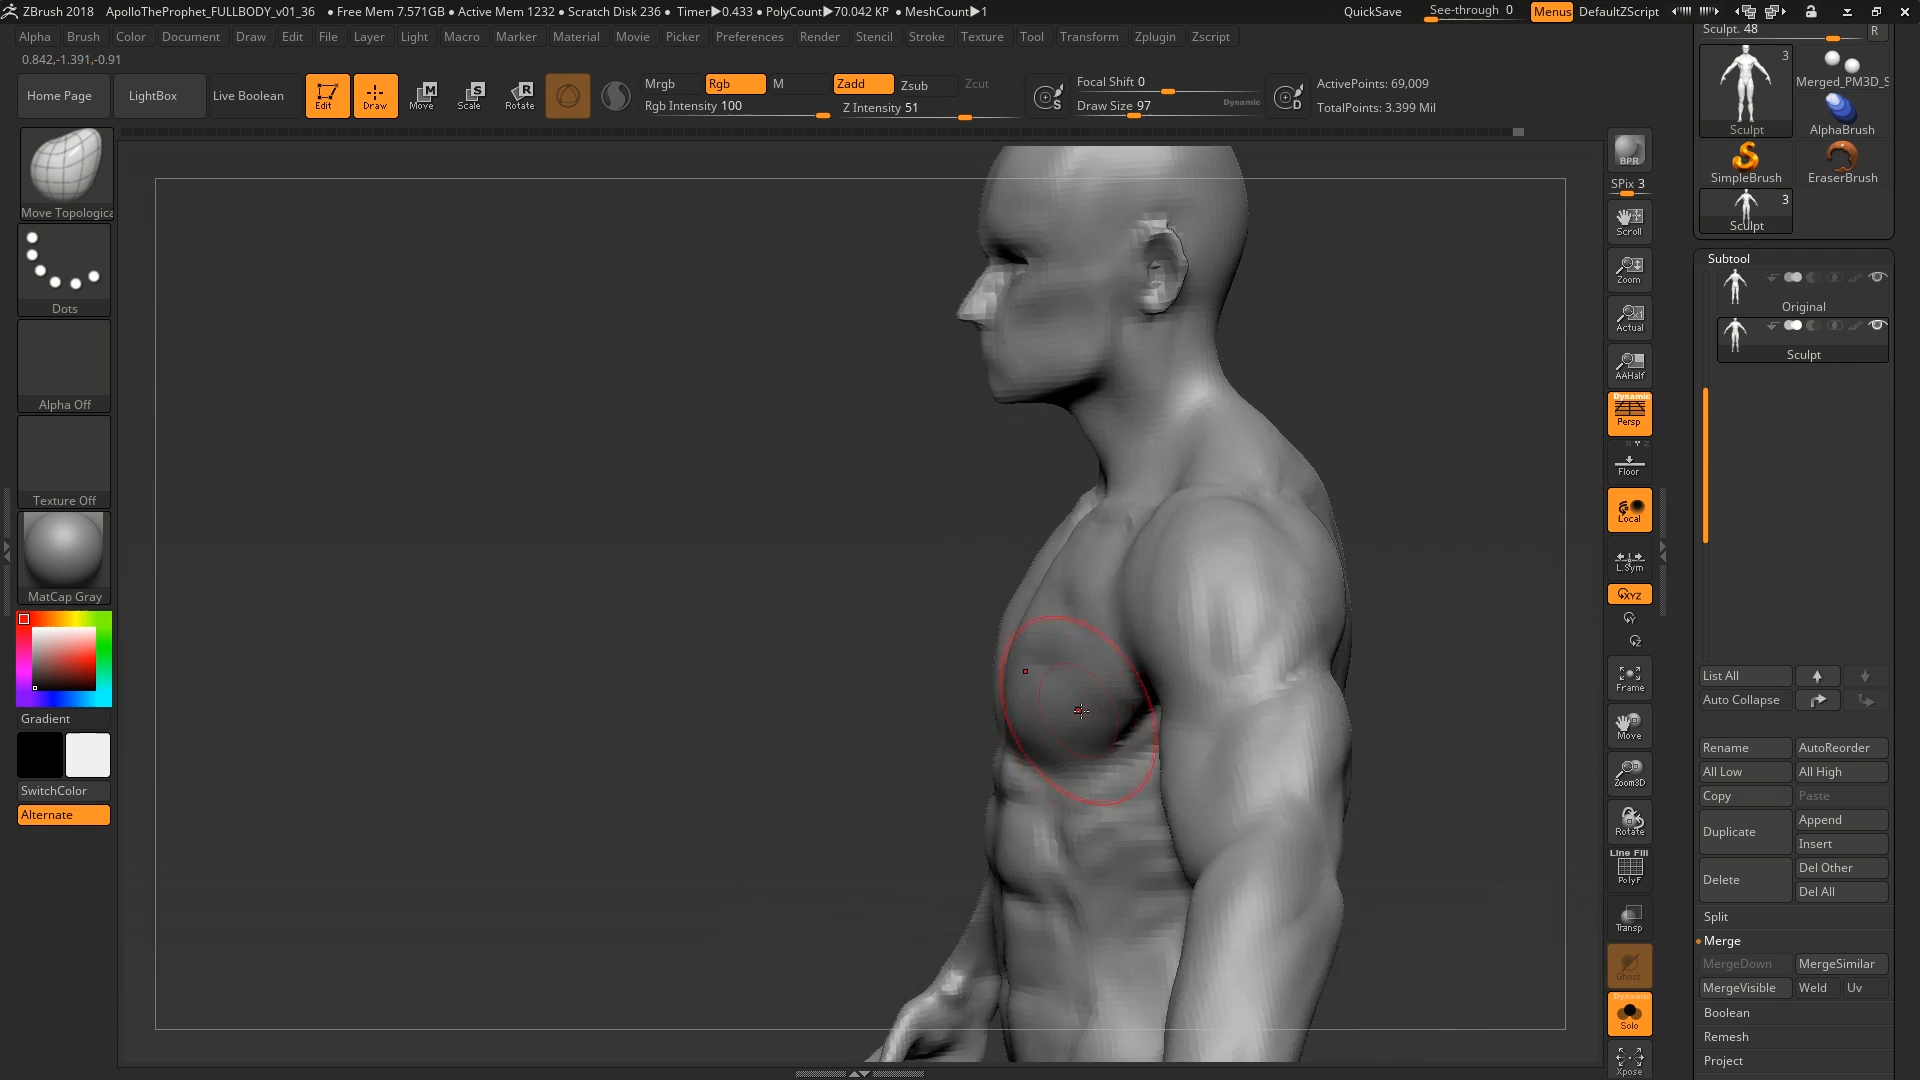 ZBrush 2018 ApolloTheProphet_FULLBODY_v01_36 • Free Mem 7.571GB • Active Mem 1232 • Scratch Disk 236 • Timer▶0.433 • PolyCount▶70.042 KP • MeshCount▶1 QuickSave See-through 0 Menus DefaultZScript
Alpha Brush Color Document Draw Edit File Layer Light Macro Marker Material Movie Picker Preferences Render Stencil Stroke Texture Tool Transform Zplugin Zscript
0.842,-1.391,-0.91
Home Page LightBox Live Boolean Edit Draw Move Scale Rotate
Mrgb Rgb M Zadd Zsub Zcut
Rgb Intensity 100 Z Intensity 51
Focal Shift 0
Draw Size 97 Dynamic
ActivePoints: 69,009
TotalPoints: 3.399 Mil
Move Topologica
Dots
Alpha Off
Texture Off
MatCap Gray
Gradient
SwitchColor
Alternate
BPR
SPix 3
Scroll
Zoom
Actual
AAHalf
Dynamic
Persp
Floor
Local
L.Sym
XYZ
Y
Z
Frame
Move
Zoom3D
Rotate
Line Fill
PolyF
Transp
Ghost
Dynamic
Solo
Xpose
Sculpt. 48 R
3
Sculpt
Merged_PM3D_S
AlphaBrush
SimpleBrush EraserBrush
3
Sculpt
Subtool
Original
Sculpt
List All
Auto Collapse
Rename AutoReorder
All Low All High
Copy Paste
Duplicate Append
Insert
Delete Del Other
Del All
Split
Merge
MergeDown MergeSimilar
MergeVisible Weld Uv
Boolean
Remesh
Project